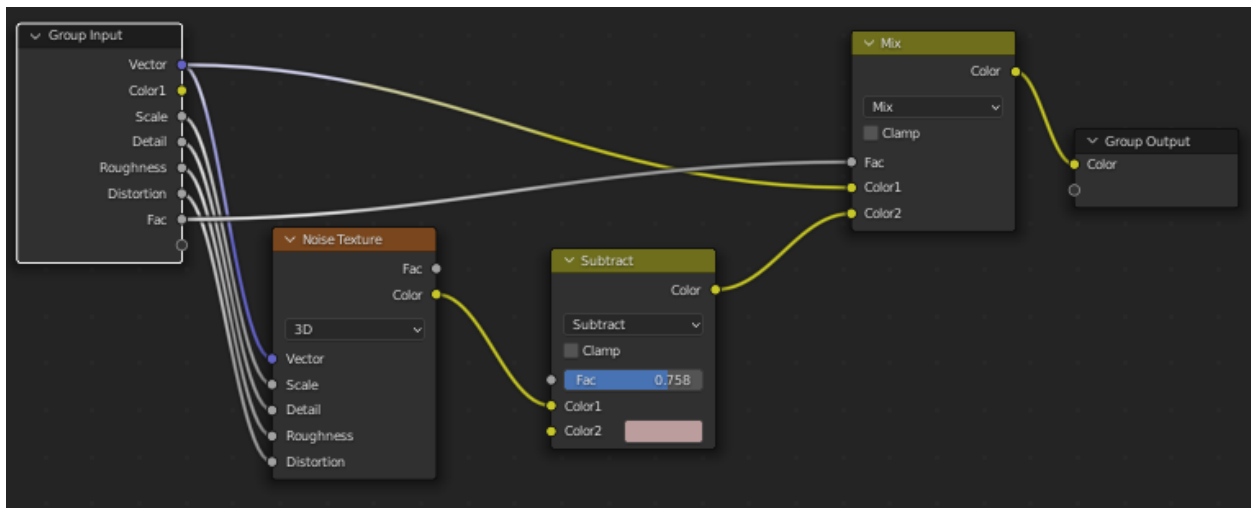 Group Input
Vector
Color1
Scale
Detail
Roughness
Distortion
Fac
Noise Texture
Fac
Color
3D
Vector
Scale
Detail
Roughness
Distortion
Subtract
Color
Subtract
Clamp
Fac 0.758
Color1
Color2
Mix
Color
Mix
Clamp
Fac
Color1
Color2
Group Output
Color